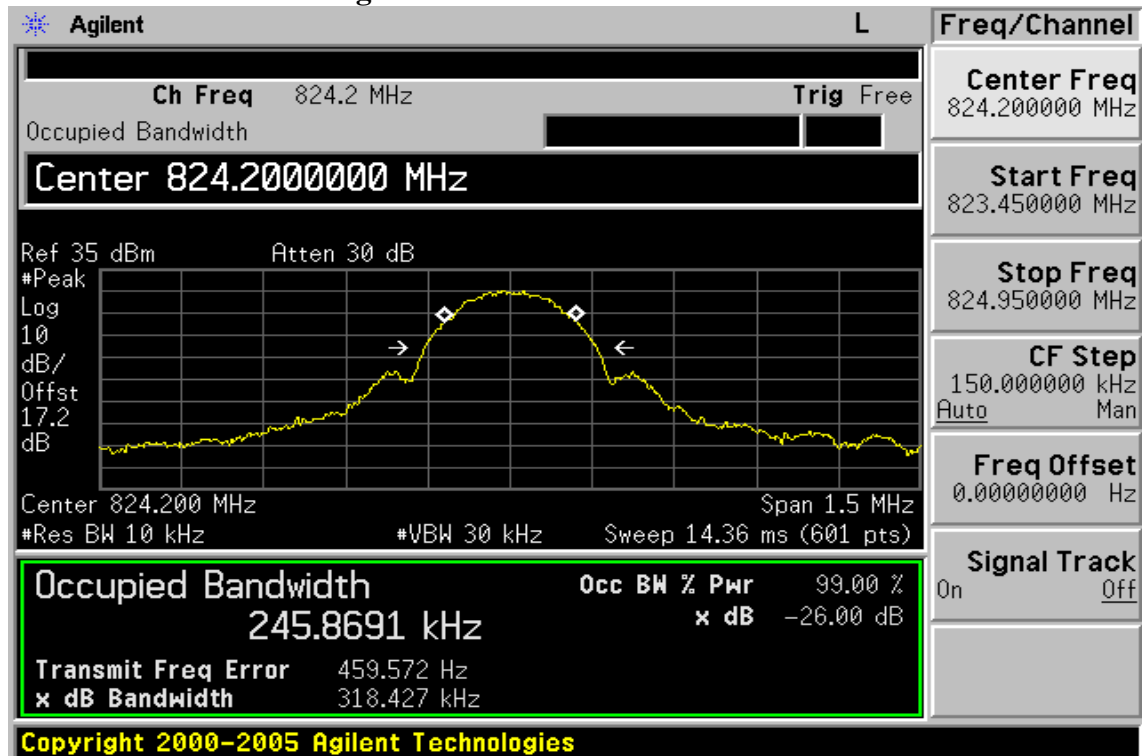 Agilent
L
Freq/Channel
Ch Freq 824.2 MHz
Trig Free
Occupied Bandwidth
Center 824.2000000 MHz
Ref 35 dBm
Atten 30 dB
#Peak
Log
10
dB/
Offst
17.2
dB
Center 824.200 MHz
Span 1.5 MHz
#Res BW 10 kHz
#VBW 30 kHz
Sweep 14.36 ms (601 pts)
Occupied Bandwidth
245.8691 kHz
Occ BW % Pwr 99.00 %
x dB -26.00 dB
Transmit Freq Error 459.572 Hz
x dB Bandwidth 318.427 kHz
Copyright 2000-2005 Agilent Technologies
Center Freq
824.200000 MHz
Start Freq
823.450000 MHz
Stop Freq
824.950000 MHz
CF Step
150.000000 kHz
Auto Man
Freq Offset
0.00000000 Hz
Signal Track
On Off